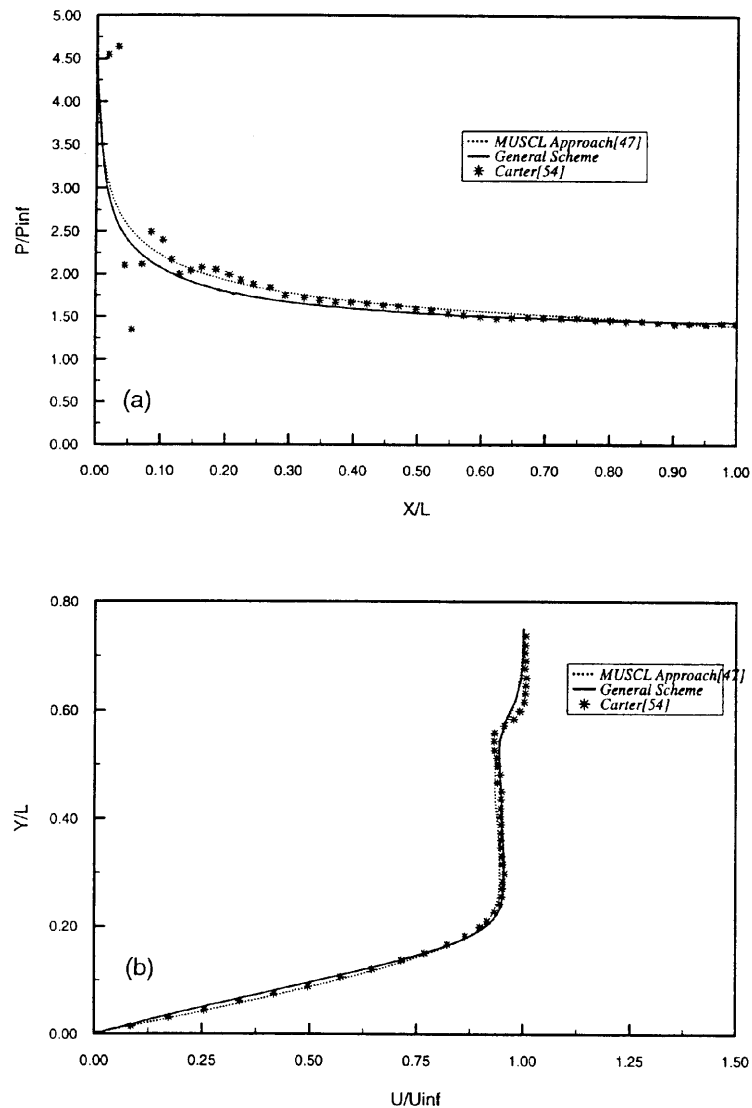 5.00
4.50
4.00
3.50
3.00
2.50
2.00
1.50
1.00
0.50
0.00
P/Pinf
MUSCL Approach[47]
General Scheme
Carter[54]
(a)
0.00 0.10 0.20 0.30 0.40 0.50 0.60 0.70 0.80 0.90 1.00
X/L
0.80
0.60
0.40
0.20
0.00
Y/L
MUSCL Approach[47]
General Scheme
Carter[54]
(b)
0.00 0.25 0.50 0.75 1.00 1.25 1.50
U/Uinf